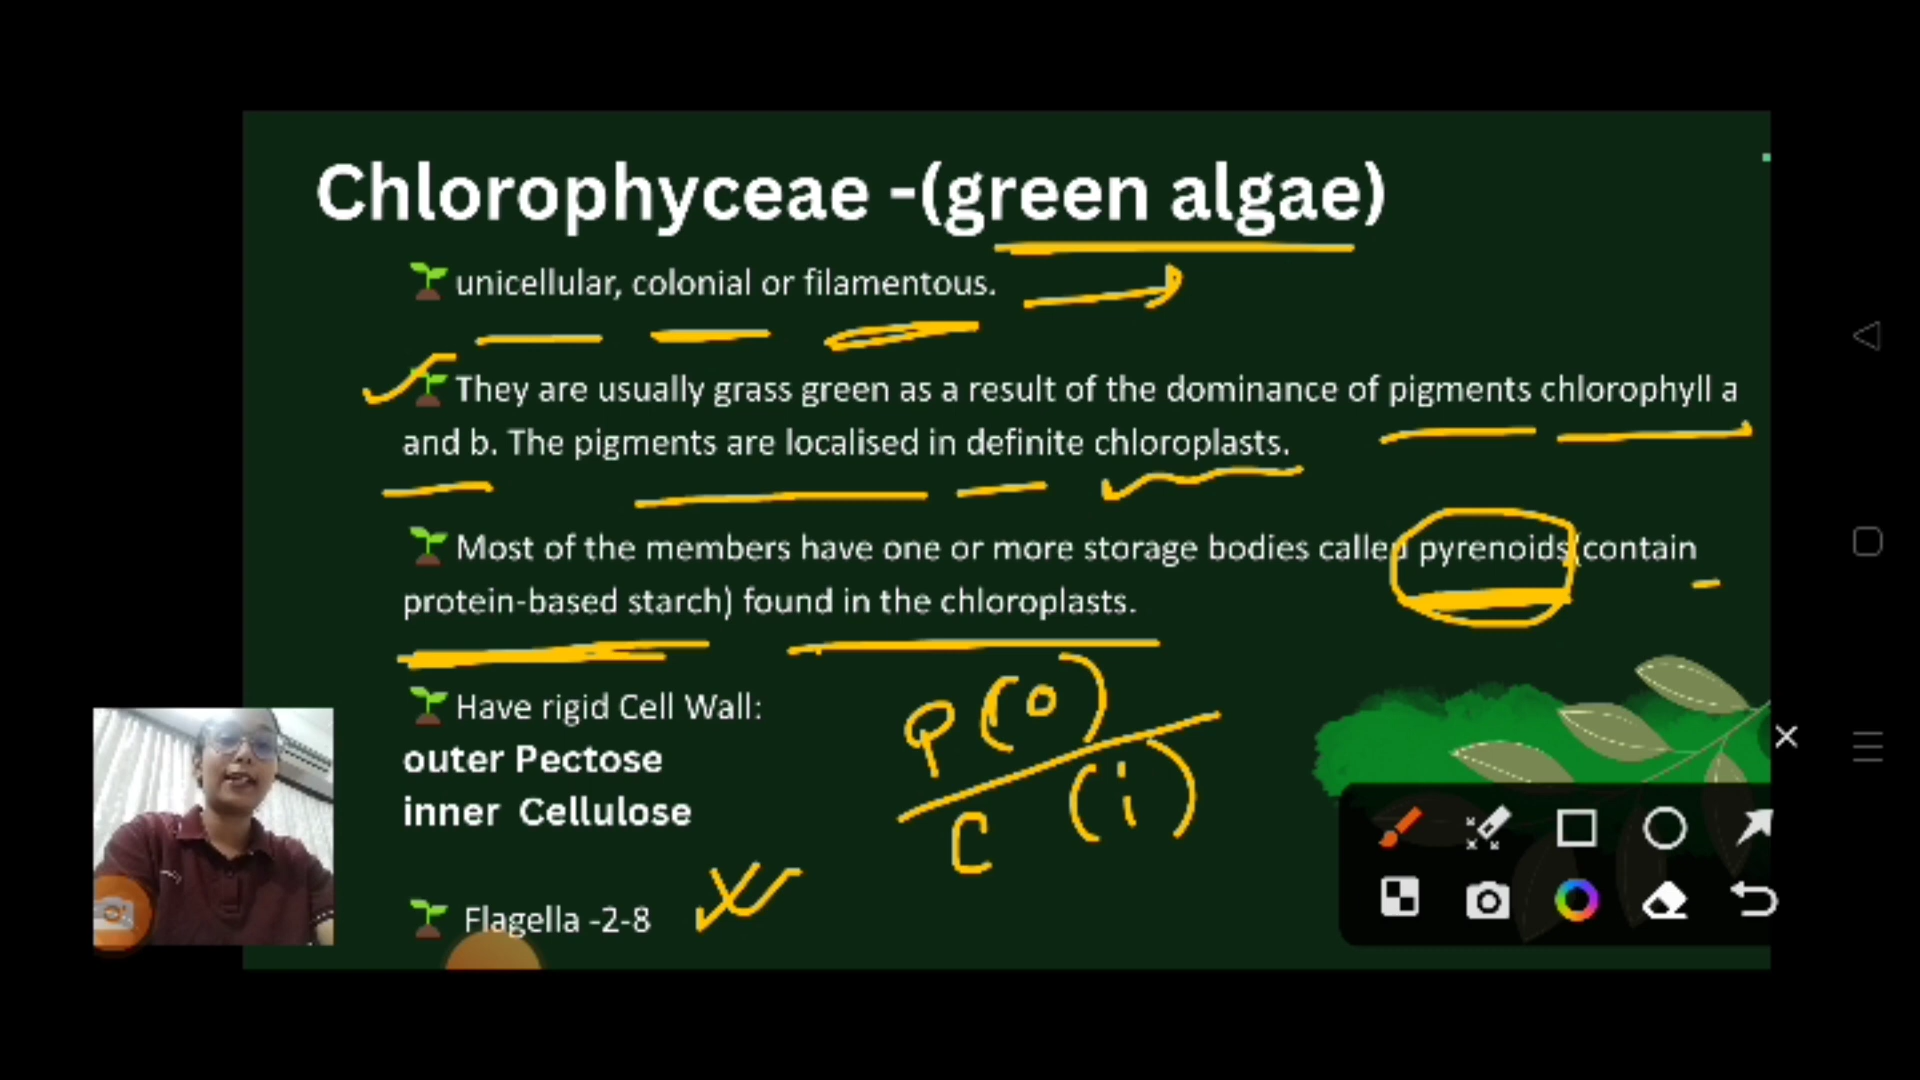 Chlorophyceae -(green algae)
unicellular, colonial or filamentous.
They are usually grass green as a result of the dominance of pigments chlorophyll a
and b. The pigments are localised in definite chloroplasts.
Most of the members have one or more storage bodies called pyrenoids(contain
protein-based starch) found in the chloroplasts.
Have rigid Cell Wall:
outer Pectose
inner Cellulose
P (o)
C (i)
Flagella -2-8